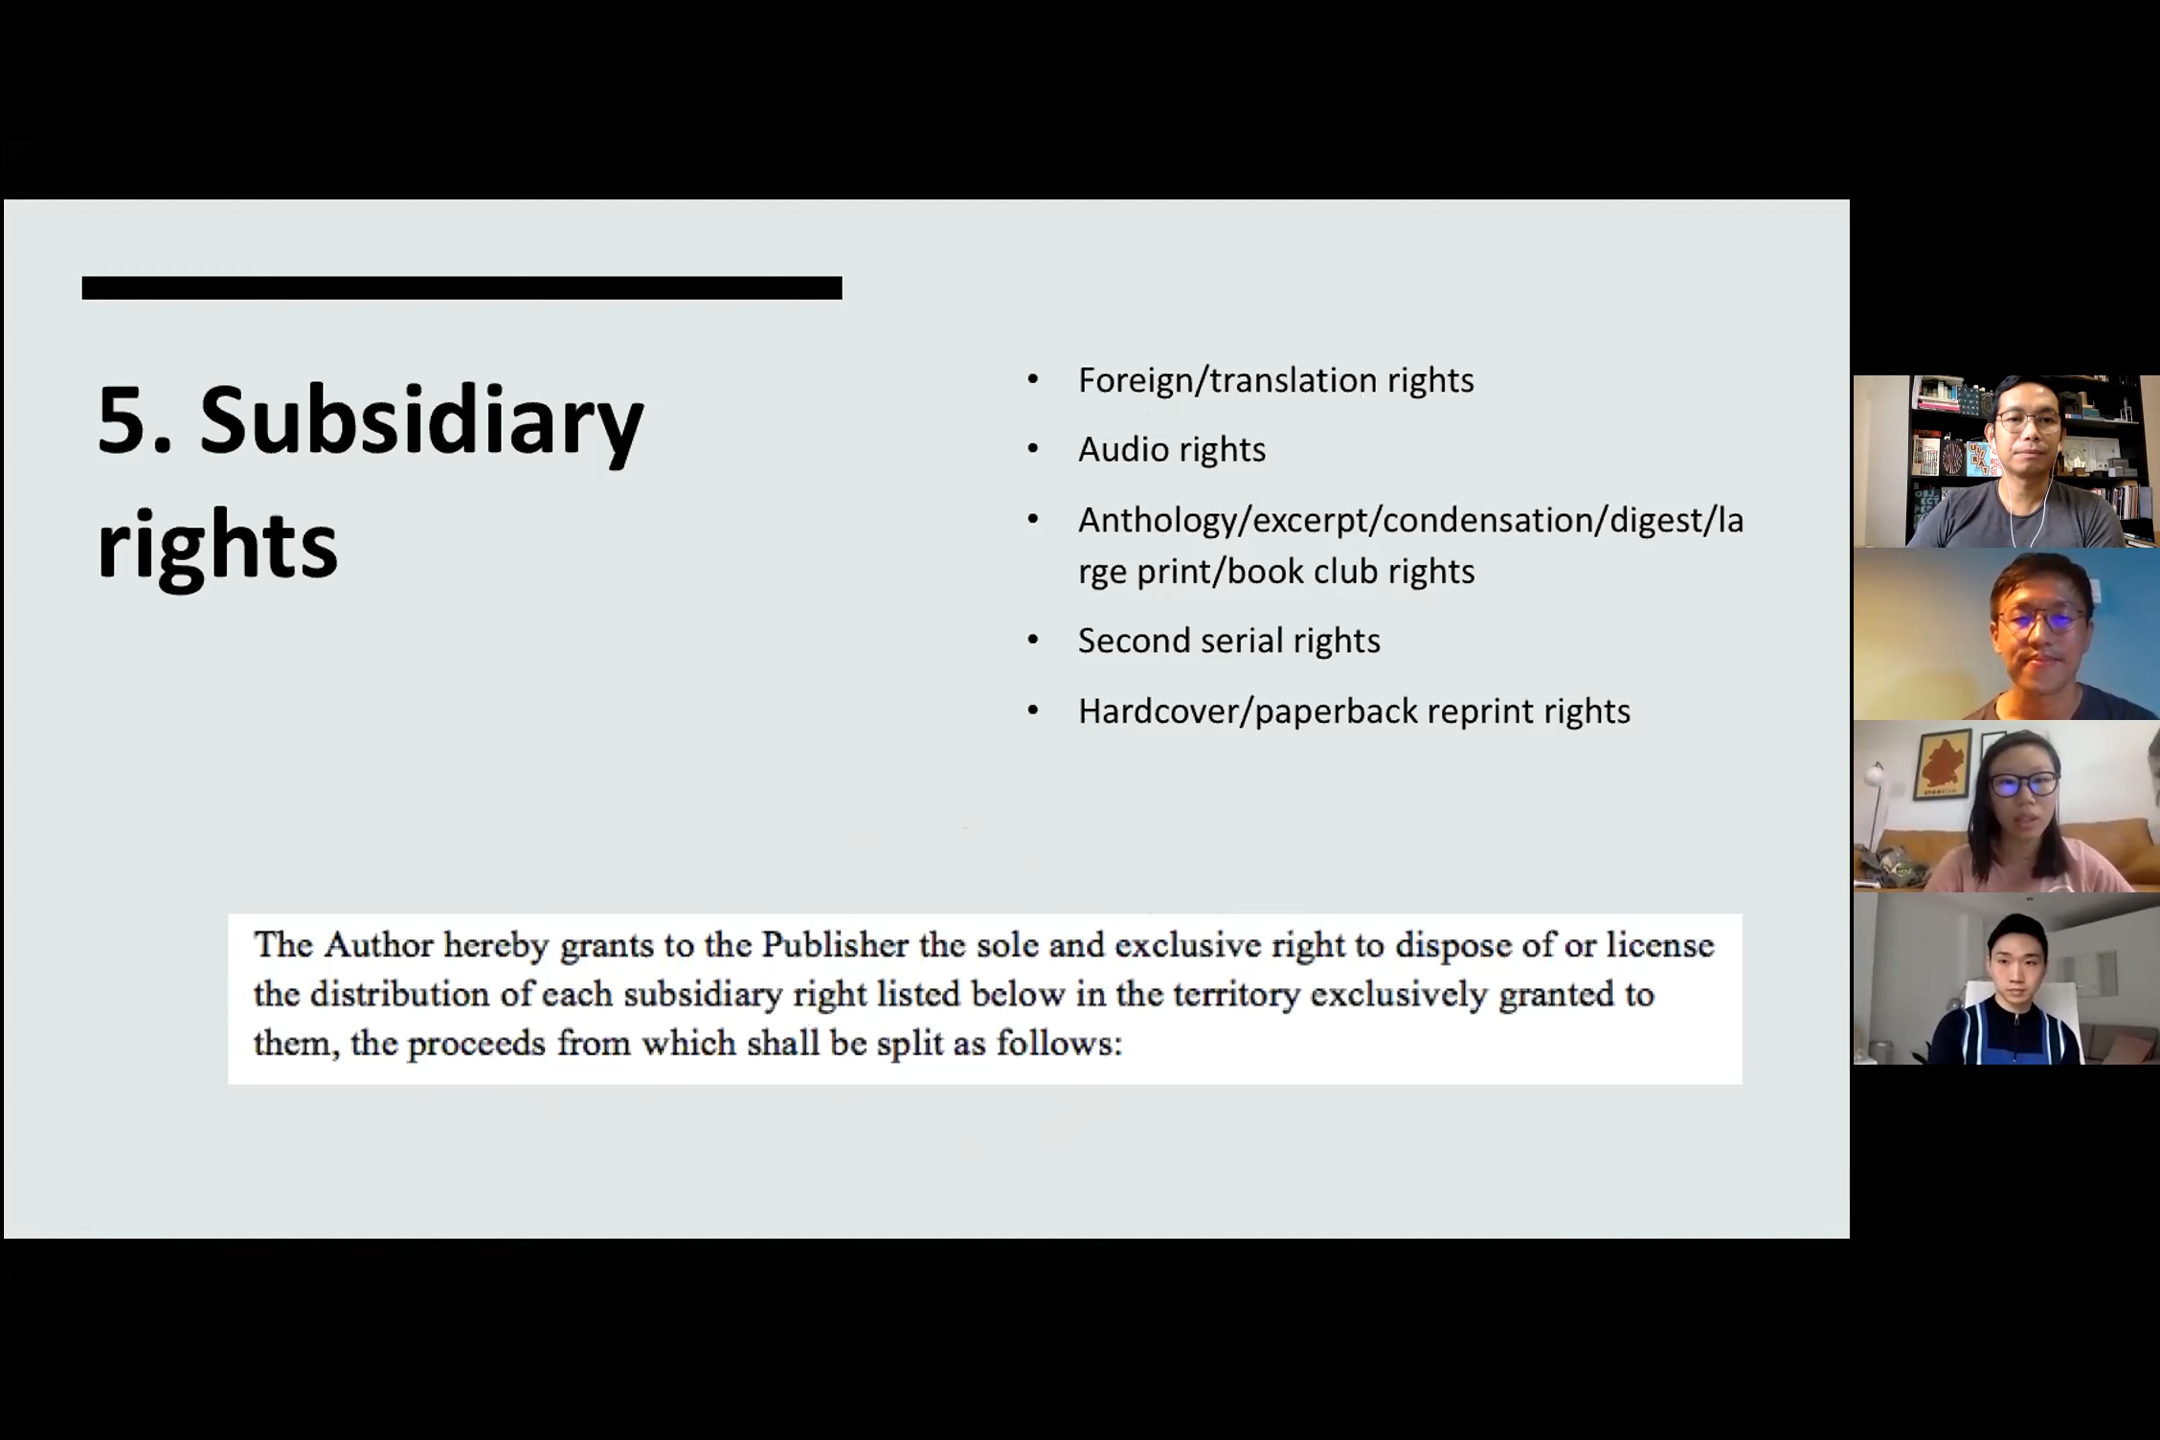 5. Subsidiary
rights
• Foreign/translation rights
• Audio rights
• Anthology/excerpt/condensation/digest/la
rge print/book club rights
• Second serial rights
• Hardcover/paperback reprint rights
The Author hereby grants to the Publisher the sole and exclusive right to dispose of or license
the distribution of each subsidiary right listed below in the territory exclusively granted to
them, the proceeds from which shall be split as follows: